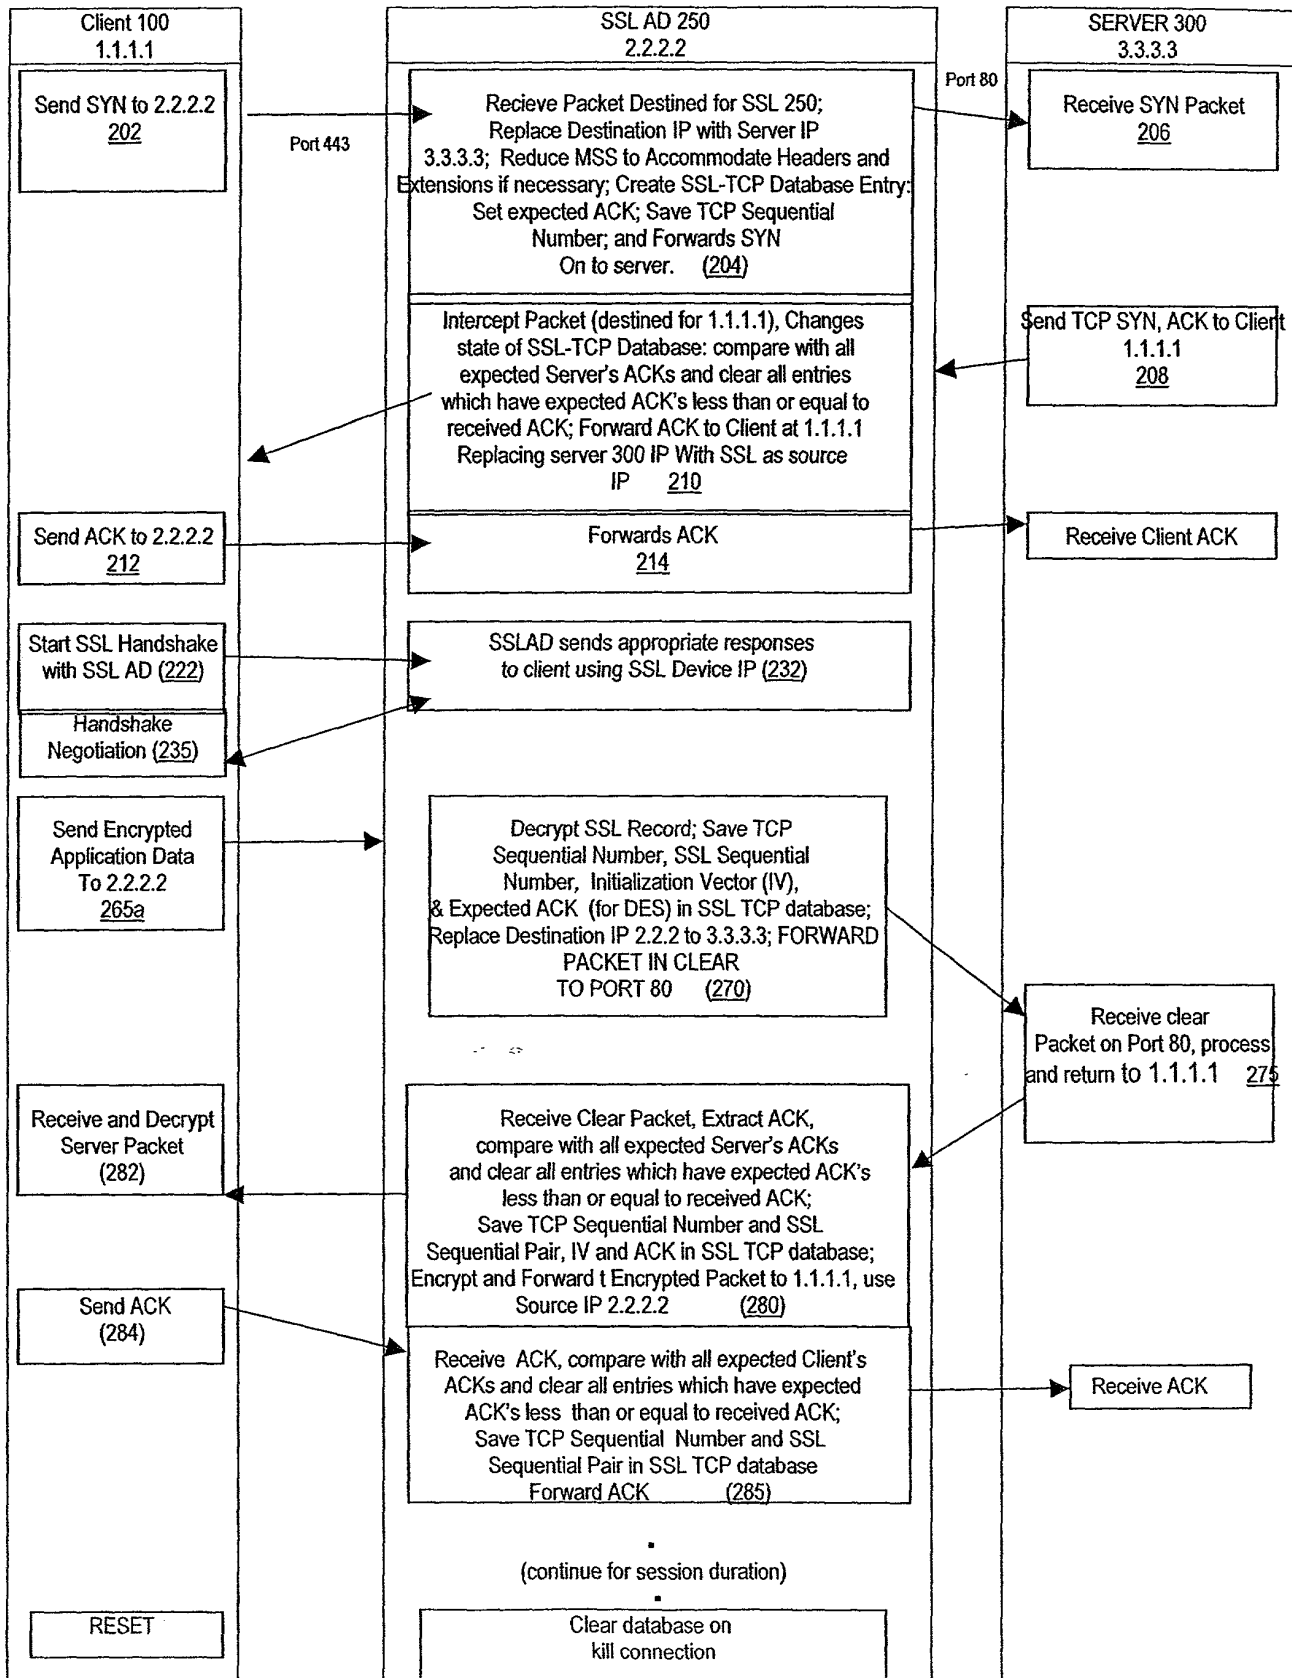 Client 100
1.1.1.1
SSL AD 250
2.2.2.2
SERVER 300
3.3.3.3
Send SYN to 2.2.2.2
202
Port 443
Recieve Packet Destined for SSL 250;
Replace Destination IP with Server IP
3.3.3.3; Reduce MSS to Accommodate Headers and
Extensions if necessary; Create SSL-TCP Database Entry:
Set expected ACK; Save TCP Sequential
Number; and Forwards SYN
On to server. (204)
Port 80
Receive SYN Packet
206
Send TCP SYN, ACK to Client
1.1.1.1
208
Intercept Packet (destined for 1.1.1.1), Changes
state of SSL-TCP Database: compare with all
expected Server's ACKs and clear all entries
which have expected ACK's less than or equal to
received ACK; Forward ACK to Client at 1.1.1.1
Replacing server 300 IP With SSL as source
IP 210
Send ACK to 2.2.2.2
212
Forwards ACK
214
Receive Client ACK
Start SSL Handshake
with SSL AD (222)
SSLAD sends appropriate responses
to client using SSL Device IP (232)
Handshake
Negotiation (235)
Send Encrypted
Application Data
To 2.2.2.2
265a
Decrypt SSL Record; Save TCP
Sequential Number, SSL Sequential
Number, Initialization Vector (IV),
& Expected ACK (for DES) in SSL TCP database;
Replace Destination IP 2.2.2 to 3.3.3.3; FORWARD
PACKET IN CLEAR
TO PORT 80 (270)
Receive clear
Packet on Port 80, process
and return to 1.1.1.1 275
Receive and Decrypt
Server Packet
(282)
Receive Clear Packet, Extract ACK,
compare with all expected Server's ACKs
and clear all entries which have expected ACK's
less than or equal to received ACK;
Save TCP Sequential Number and SSL
Sequential Pair, IV and ACK in SSL TCP database;
Encrypt and Forward t Encrypted Packet to 1.1.1.1, use
Source IP 2.2.2.2 (280)
Send ACK
(284)
Receive ACK, compare with all expected Client's
ACKs and clear all entries which have expected
ACK's less than or equal to received ACK;
Save TCP Sequential Number and SSL
Sequential Pair in SSL TCP database
Forward ACK (285)
Receive ACK
(continue for session duration)
RESET
Clear database on
kill connection